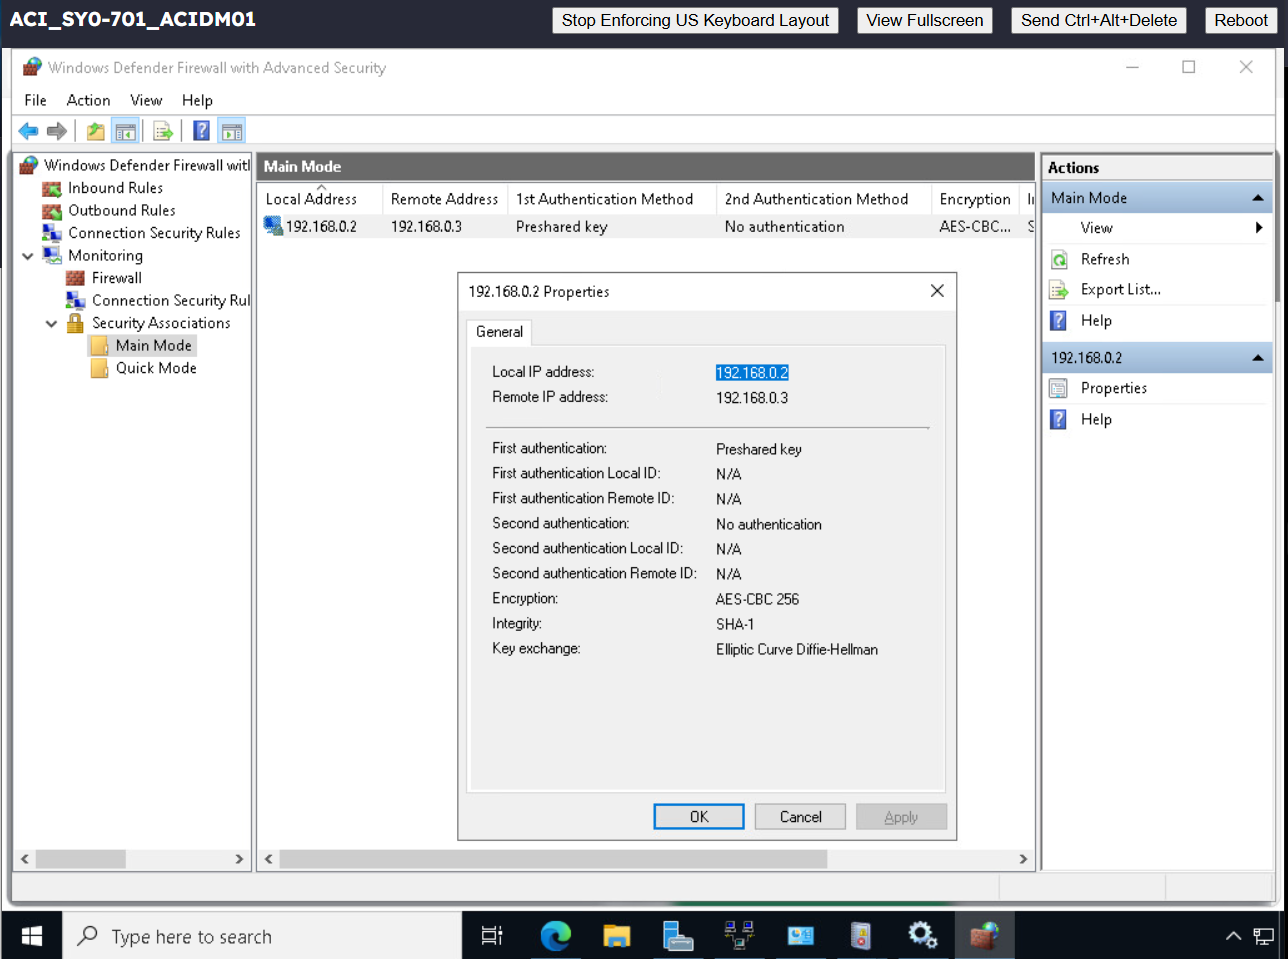 ACI_SY0-701_ACIDM01
Stop Enforcing US Keyboard Layout
View Fullscreen
Send Ctrl+Alt+Delete
Reboot
Windows Defender Firewall with Advanced Security
File Action View Help
Windows Defender Firewall wit
Inbound Rules
Outbound Rules
Connection Security Rules
Monitoring
Firewall
Connection Security Rul
Security Associations
Main Mode
Quick Mode
Main Mode
Local Address Remote Address 1st Authentication Method 2nd Authentication Method Encryption
192.168.0.2 192.168.0.3 Preshared key No authentication AES-CBC... S
192.168.0.2 Properties
General
Local IP address: 192.168.0.2
Remote IP address: 192.168.0.3
First authentication: Preshared key
First authentication Local ID: N/A
First authentication Remote ID: N/A
Second authentication: No authentication
Second authentication Local ID: N/A
Second authentication Remote ID: N/A
Encryption: AES-CBC 256
Integrity: SHA-1
Key exchange: Elliptic Curve Diffie-Hellman
OK
Cancel
Apply
Actions
Main Mode
View
Refresh
Export List...
Help
192.168.0.2
Properties
Help
Type here to search